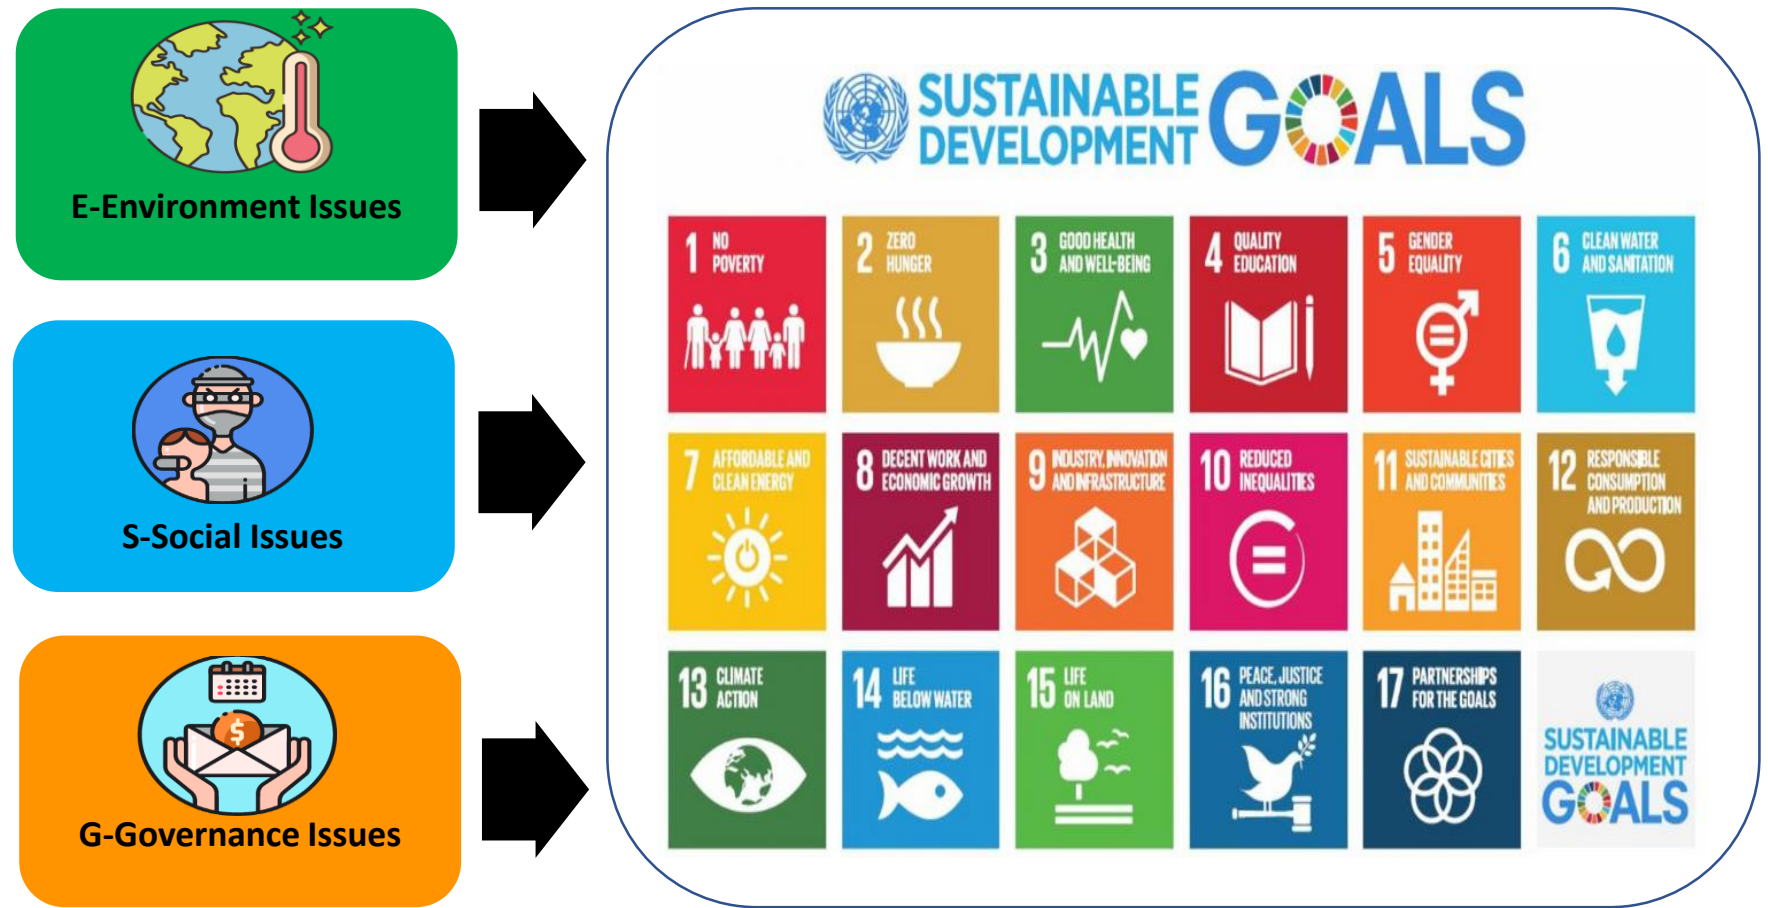 E-Environment Issues
S-Social Issues
$
G-Governance Issues
SUSTAINABLE
DEVELOPMENT
GOALS
1 NO
POVERTY
2 ZERO
HUNGER
3 GOOD HEALTH
AND WELL-BEING
4 QUALITY
EDUCATION
5 GENDER
EQUALITY
6 CLEAN WATER
AND SANITATION
7 AFFORDABLE AND
CLEAN ENERGY
8 DECENT WORK AND
ECONOMIC GROWTH
9 INDUSTRY, INNOVATION
AND INFRASTRUCTURE
10 REDUCED
INEQUALITIES
11 SUSTAINABLE CITIES
AND COMMUNITIES
12 RESPONSIBLE
CONSUMPTION
AND PRODUCTION
13 CLIMATE
ACTION
14 LIFE
BELOW WATER
15 LIFE
ON LAND
16 PEACE, JUSTICE
AND STRONG
INSTITUTIONS
17 PARTNERSHIPS
FOR THE GOALS
SUSTAINABLE
DEVELOPMENT
GOALS